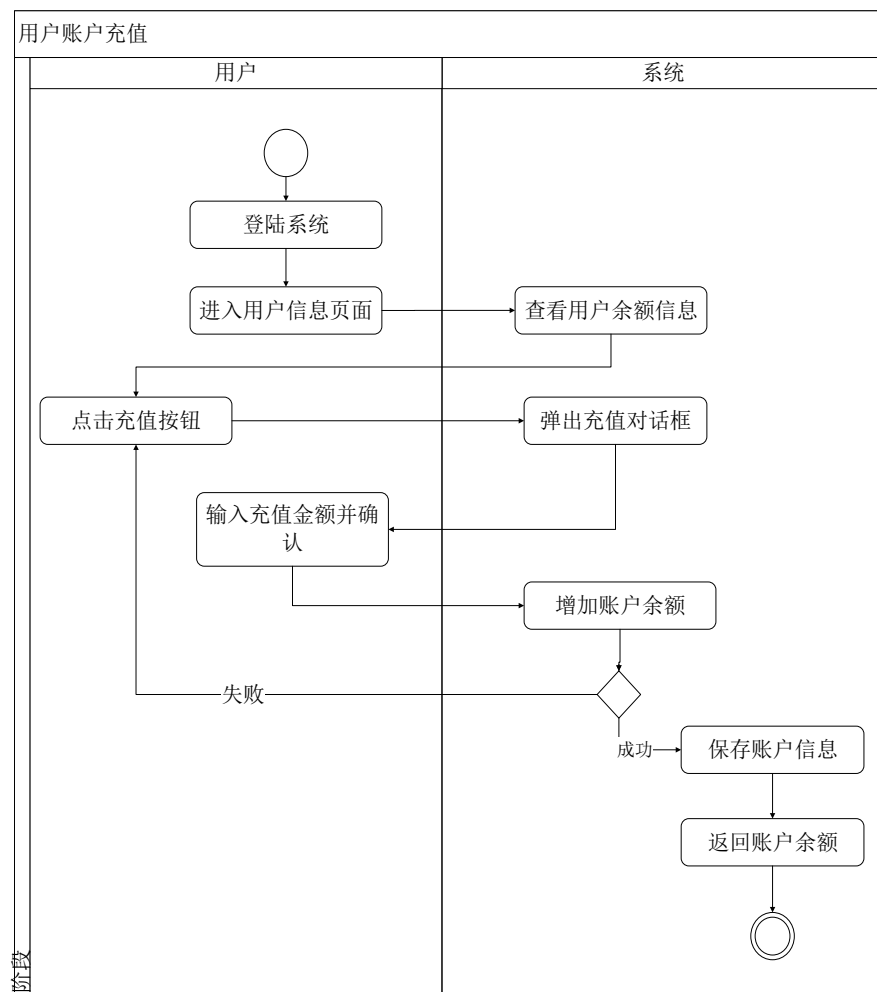 用户账户充值
用户
系统
登陆系统
进入用户信息页面
查看用户余额信息
点击充值按钮
弹出充值对话框
输入充值金额并确
认
增加账户余额
失败
成功
保存账户信息
返回账户余额
阶段